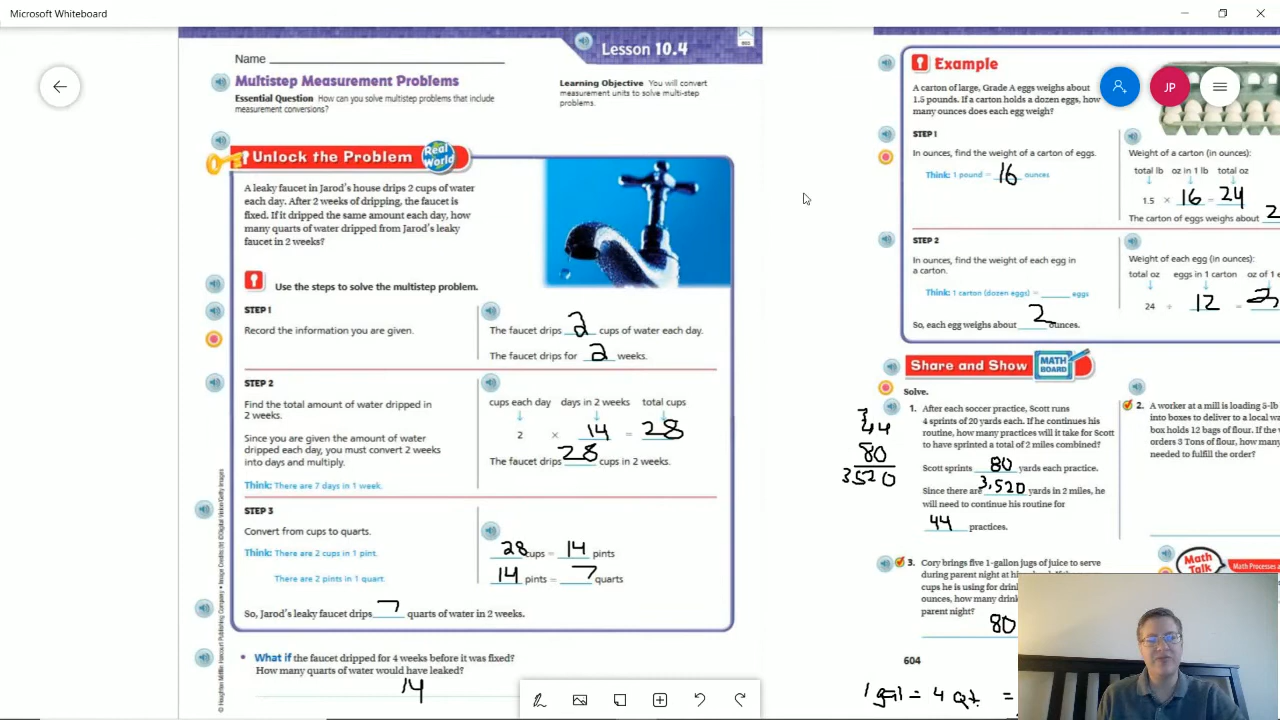 Microsoft Whiteboard
Lesson 10.4
Name
Multistep Measurement Problems
Essential Question How can you solve multistep problems that include
measurement conversions?
Learning Objective You will convert
measurement units to solve multi-step
problems.
Unlock the Problem
Real
World
A leaky faucet in Jarod's house drips 2 cups of water
each day. After 2 weeks of dripping, the faucet is
fixed. If it dripped the same amount each day, how
many quarts of water dripped from Jarod's leaky
faucet in 2 weeks?
Use the steps to solve the multistep problem.
STEP 1
Record the information you are given.
The faucet drips 2 cups of water each day.
The faucet drips for 2 weeks.
STEP 2
Find the total amount of water dripped in
2 weeks.
Since you are given the amount of water
dripped each day, you must convert 2 weeks
into days and multiply.
Think: There are 7 days in 1 week.
cups each day days in 2 weeks total cups
2 × 14 = 28
The faucet drips 28 cups in 2 weeks.
STEP 3
Convert from cups to quarts.
Think: There are 2 cups in 1 pint.
There are 2 pints in 1 quart.
28 cups = 14 pints
14 pints = 7 quarts
So, Jarod's leaky faucet drips 7 quarts of water in 2 weeks.
• What if the faucet dripped for 4 weeks before it was fixed?
How many quarts of water would have leaked?
14
Example
A carton of large, Grade A eggs weighs about
1.5 pounds. If a carton holds a dozen eggs, how
many ounces does each egg weigh?
JP
STEP 1
In ounces, find the weight of a carton of eggs.
Think: 1 pound = 16 ounces
Weight of a carton (in ounces):
total lb oz in 1 lb total oz
1.5 × 16 = 24
The carton of eggs weighs about
STEP 2
In ounces, find the weight of each egg in
a carton.
Think: 1 carton (dozen eggs) = eggs
So, each egg weighs about 2 ounces.
Weight of each egg (in ounces):
total oz eggs in 1 carton oz of 1
24 ÷ 12 =
Share and Show
MATH
BOARD
Solve.
1. After each soccer practice, Scott runs
4 sprints of 20 yards each. If he continues his
routine, how many practices will it take for Scott
to have sprinted a total of 2 miles combined?
Scott sprints 80 yards each practice.
Since there are 3,520 yards in 2 miles, he
will need to continue his routine for
44 practices.
44
80
3520
2. A worker at a mill is loading 5-lb
into boxes to deliver to a local
box holds 12 bags of flour. If the
orders 3 Tons of flour, how many
needed to fulfill the order?
3. Cory brings five 1-gallon jugs of juice to serve
during parent night at
cups he is using for
ounces, how many
parent night?
80
Math
Talk
604
1 gal = 4 qt =